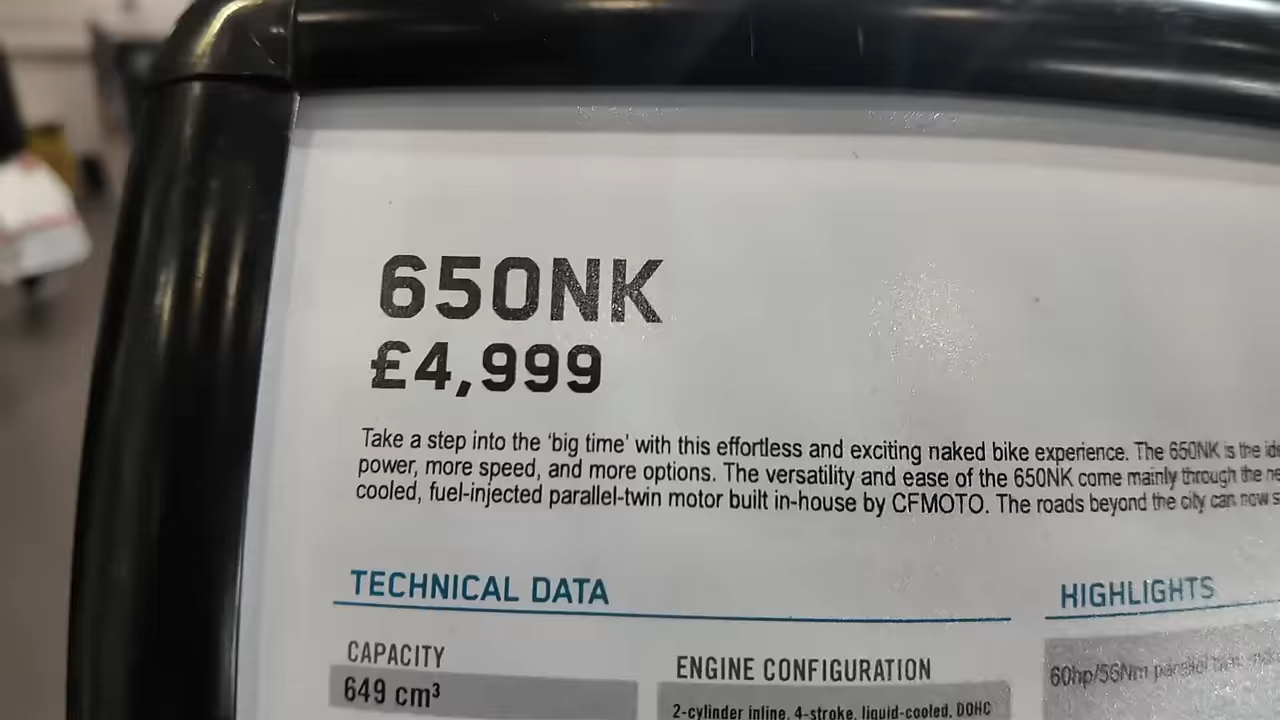 650NK
£4,999
Take a step into the 'big time' with this effortless and exciting naked bike experience. The 650NK is the
power, more speed, and more options. The versatility and ease of the 650NK come mainly through the
cooled, fuel-injected parallel-twin motor built in-house by CFMOTO. The roads beyond the city can now
TECHNICAL DATA
HIGHLIGHTS
CAPACITY
ENGINE CONFIGURATION
649 cm³
60hp/56Nm parallel
2-cylinder inline, 4-stroke, liquid-cooled, DOHC